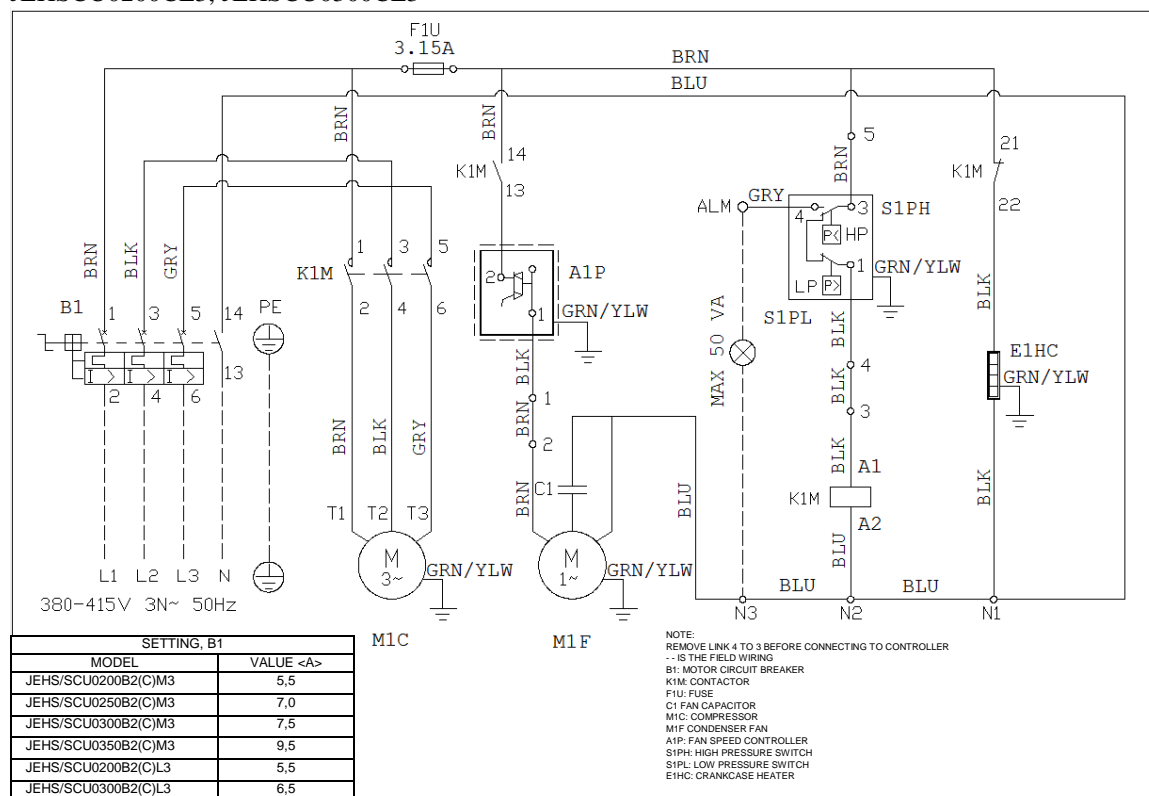 F1U
3.15A
BRN
BLU
BRN
BRN
14
K1M
13
5
BRN
21
K1M
22
ALM
GRY
4
3
S1PH
P<
HP
1
LP
P>
GRN/YLW
S1PL
BRN
BLK
GRY
1
3
5
K1M
2
4
6
2
A1P
1
GRN/YLW
B1
1
3
5
14
PE
I >
I >
I >
2
4
6
13
BLK
1
BRN
2
BRN
C1
BRN
BLK
GRY
T1
T2
T3
M
3~
GRN/YLW
M
1~
GRN/YLW
BLU
MAX 50 VA
BLK
4
BLK
3
BLK
A1
K1M
A2
BLU
BLK
E1HC
GRN/YLW
BLK
BLU
BLU
N3
N2
N1
L1
L2
L3
N
380-415V 3N~ 50Hz
M1C
M1F
SETTING, B1
MODEL VALUE <A>
JEHS/SCU0200B2(C)M3 5,5
JEHS/SCU0250B2(C)M3 7,0
JEHS/SCU0300B2(C)M3 7,5
JEHS/SCU0350B2(C)M3 9,5
JEHS/SCU0200B2(C)L3 5,5
JEHS/SCU0300B2(C)L3 6,5
NOTE:
REMOVE LINK 4 TO 3 BEFORE CONNECTING TO CONTROLLER
- - IS THE FIELD WIRING
B1: MOTOR CIRCUIT BREAKER
K1M: CONTACTOR
F1U: FUSE
C1 FAN CAPACITOR
M1C: COMPRESSOR
M1F CONDENSER FAN
A1P: FAN SPEED CONTROLLER
S1PH: HIGH PRESSURE SWITCH
S1PL: LOW PRESSURE SWITCH
E1HC: CRANKCASE HEATER